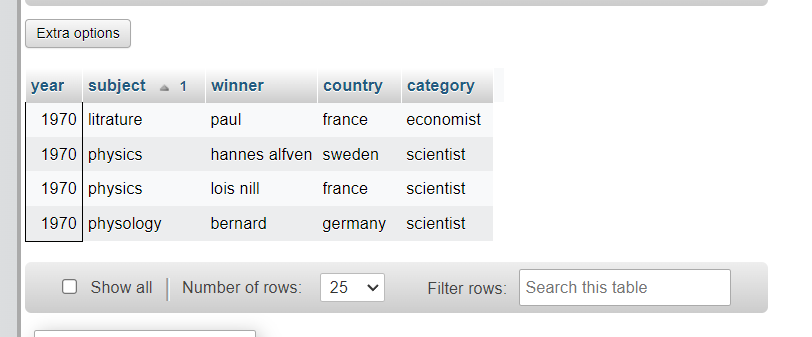 Extra options
year subject 1 winner country category
1970 litrature paul france economist
1970 physics hannes alfven sweden scientist
1970 physics lois nill france scientist
1970 physology bernard germany scientist
Show all Number of rows: 25 Filter rows: Search this table